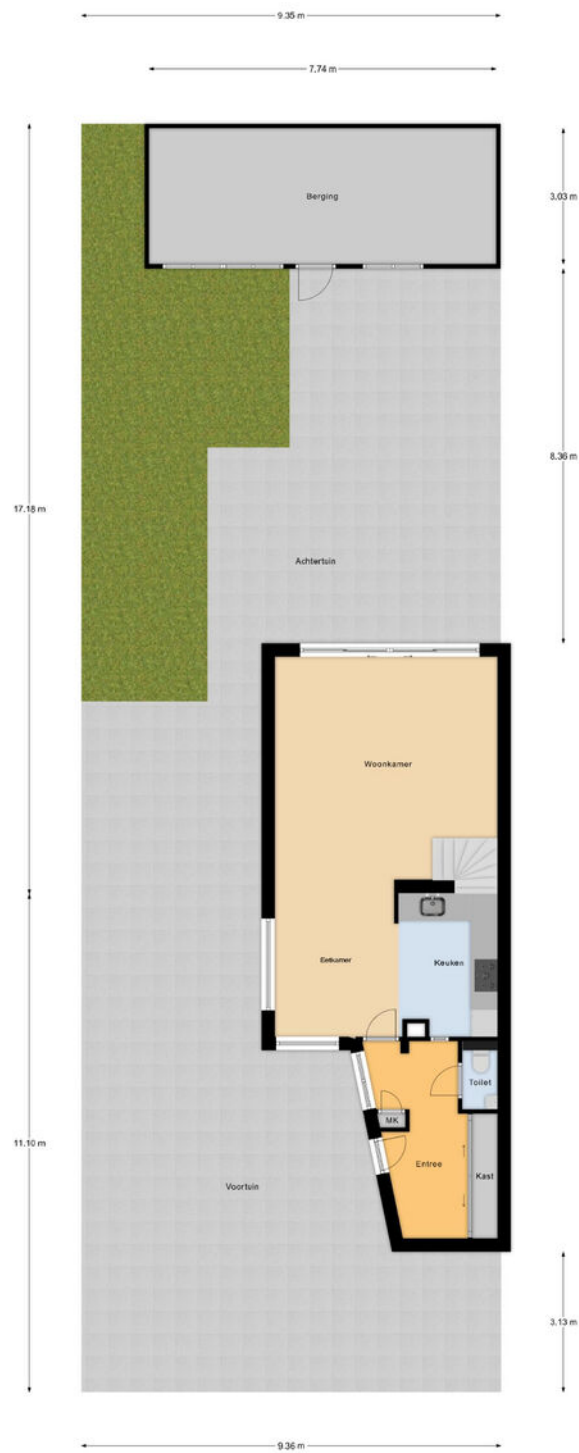 9.35 m
7.74 m
Berging
3.03 m
8.36 m
17.18 m
Achtertuin
Woonkamer
Eetkamer
Keuken
Toilet
MK
11.10 m
Entree
Kast
Voortuin
3.13 m
9.36 m